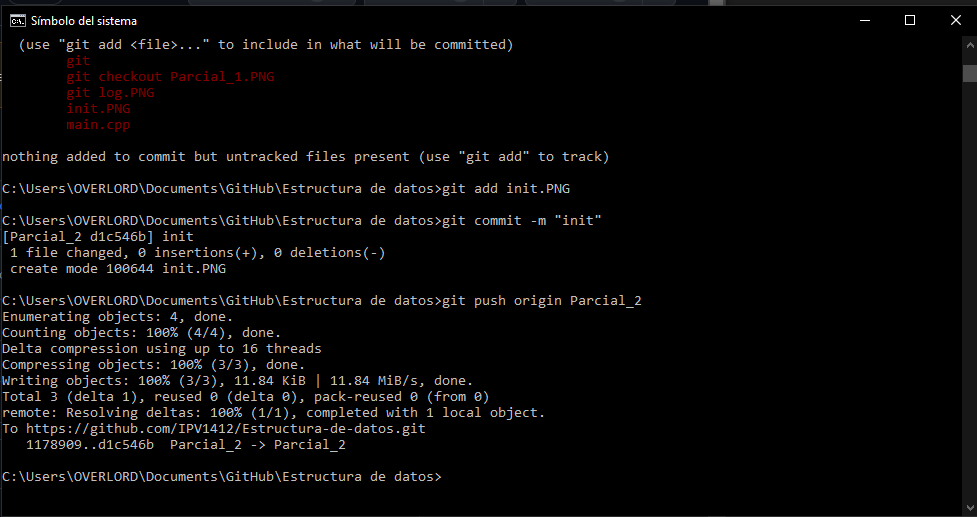 Símbolo del sistema
(use "git add <file>..." to include in what will be committed)
git
git checkout Parcial_1.PNG
git log.PNG
init.PNG
main.cpp
nothing added to commit but untracked files present (use "git add" to track)
C:\Users\OVERLORD\Documents\GitHub\Estructura de datos>git add init.PNG
C:\Users\OVERLORD\Documents\GitHub\Estructura de datos>git commit -m "init"
[Parcial_2 d1c546b] init
1 file changed, 0 insertions(+), 0 deletions(-)
create mode 100644 init.PNG
C:\Users\OVERLORD\Documents\GitHub\Estructura de datos>git push origin Parcial_2
Enumerating objects: 4, done.
Counting objects: 100% (4/4), done.
Delta compression using up to 16 threads
Compressing objects: 100% (3/3), done.
Writing objects: 100% (3/3), 11.84 KiB | 11.84 MiB/s, done.
Total 3 (delta 1), reused 0 (delta 0), pack-reused 0 (from 0)
remote: Resolving deltas: 100% (1/1), completed with 1 local object.
To https://github.com/IPV1412/Estructura-de-datos.git
1178909..d1c546b  Parcial_2 -> Parcial_2
C:\Users\OVERLORD\Documents\GitHub\Estructura de datos>